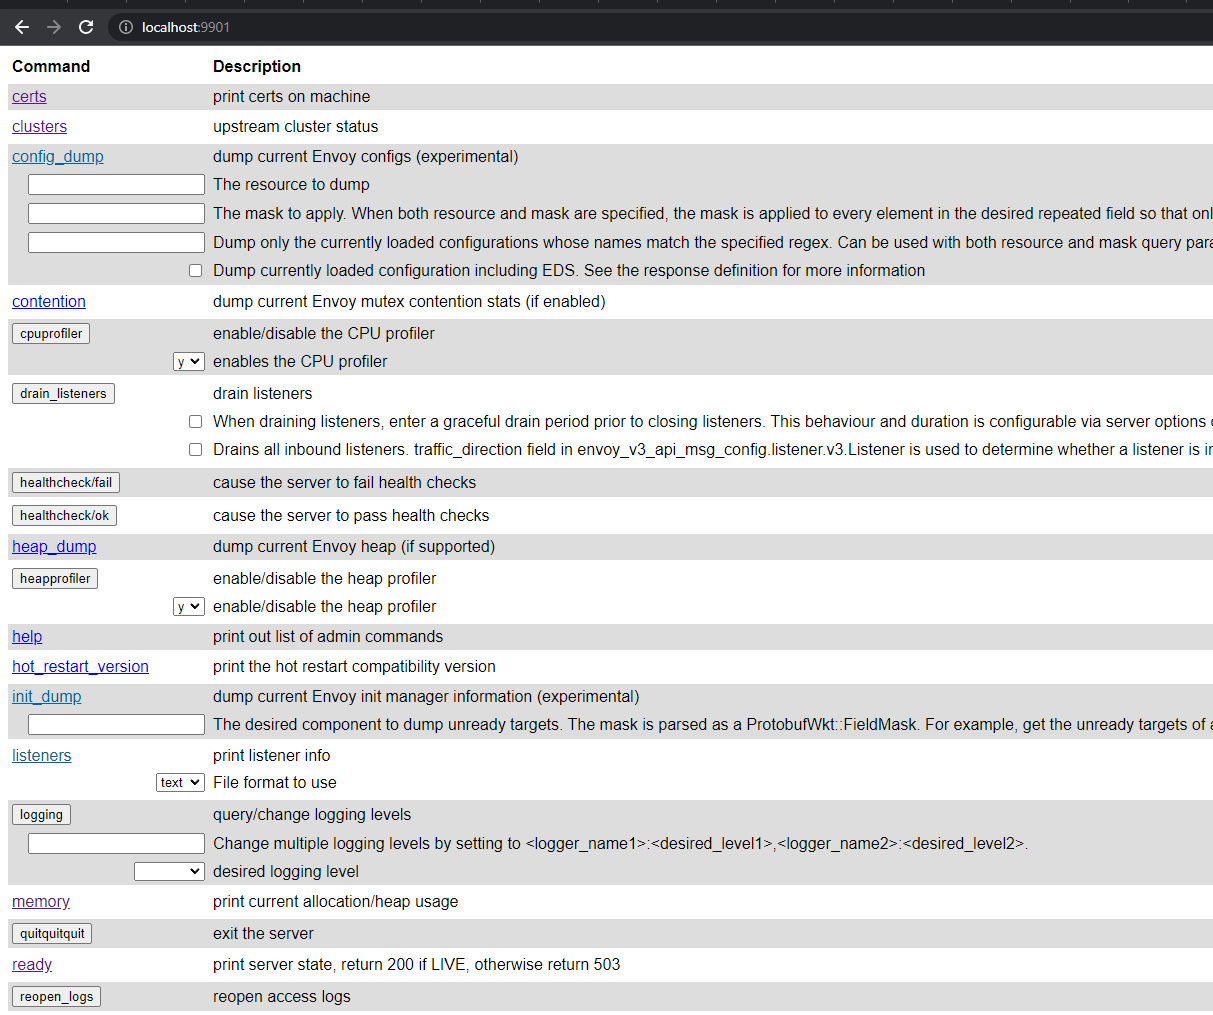 localhost:9901
Command Description
certs print certs on machine
clusters upstream cluster status
config_dump dump current Envoy configs (experimental)
The resource to dump
The mask to apply. When both resource and mask are specified, the mask is applied to every element in the desired repeated field so that
Dump only the currently loaded configurations whose names match the specified regex. Can be used with both resource and mask query
Dump currently loaded configuration including EDS. See the response definition for more information
contention dump current Envoy mutex contention stats (if enabled)
cpuprofiler enable/disable the CPU profiler
y enables the CPU profiler
drain_listeners drain listeners
When draining listeners, enter a graceful drain period prior to closing listeners. This behaviour and duration is configurable via server options
Drains all inbound listeners. traffic_direction field in envoy_v3_api_msg_config.listener.v3.Listener is used to determine whether a listener is
healthcheck/fail cause the server to fail health checks
healthcheck/ok cause the server to pass health checks
heap_dump dump current Envoy heap (if supported)
heapprofiler enable/disable the heap profiler
y enable/disable the heap profiler
help print out list of admin commands
hot_restart_version print the hot restart compatibility version
init_dump dump current Envoy init manager information (experimental)
The desired component to dump unready targets. The mask is parsed as a ProtobufWkt::FieldMask. For example, get the unready targets of
listeners print listener info
text File format to use
logging query/change logging levels
Change multiple logging levels by setting to <logger_name1>:<desired_level1>,<logger_name2>:<desired_level2>.
desired logging level
memory print current allocation/heap usage
quitquitquit exit the server
ready print server state, return 200 if LIVE, otherwise return 503
reopen_logs reopen access logs